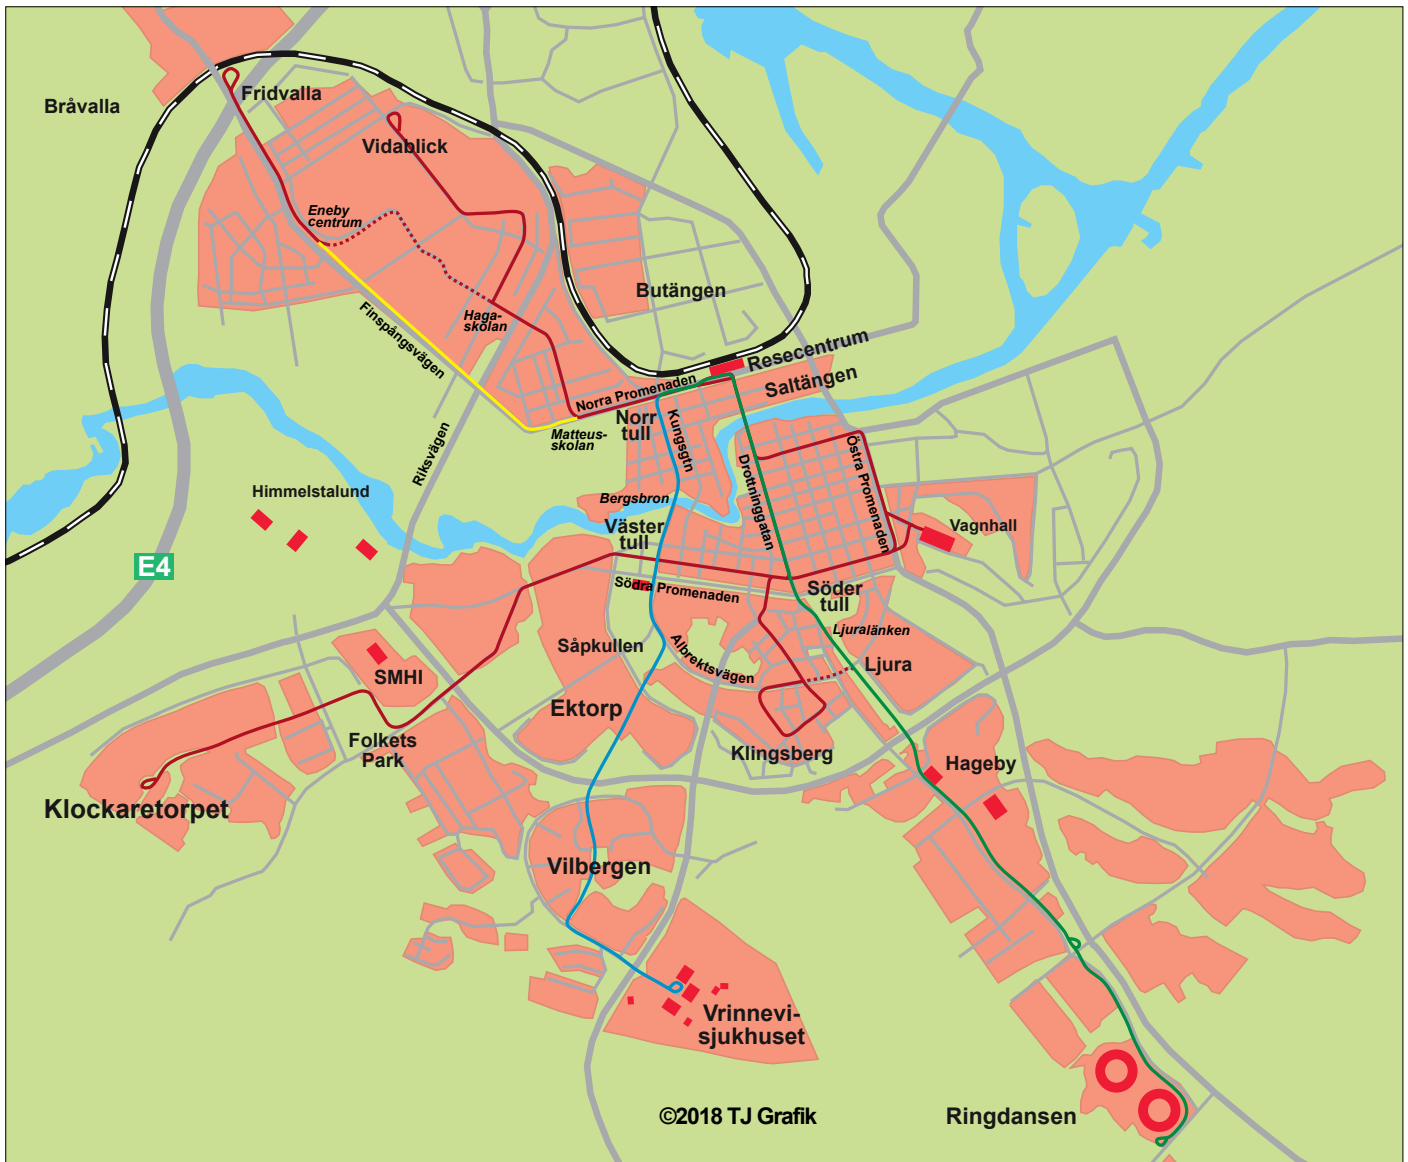 Bråvalla
Fridvalla
Vidablick
Eneby
centrum
Finspångsvägen
Haga-
skolan
Butängen
Resecentrum
Saltängen
Norra Promenaden
Norr
tull
Kungsgtn
Matteus-
skolan
Riksvägen
Drottninggatan
Östra Promenaden
Himmelstalund
Bergsbron
Väster
tull
Vagnhall
E4
Södra Promenaden
Söder
tull
Ljuralänken
Såpkullen
Albrektsvägen
Ljura
SMHI
Ektorp
Folkets
Park
Klingsberg
Hageby
Klockaretorpet
Vilbergen
Vrinnevi-
sjukhuset
©2018 TJ Grafik
Ringdansen